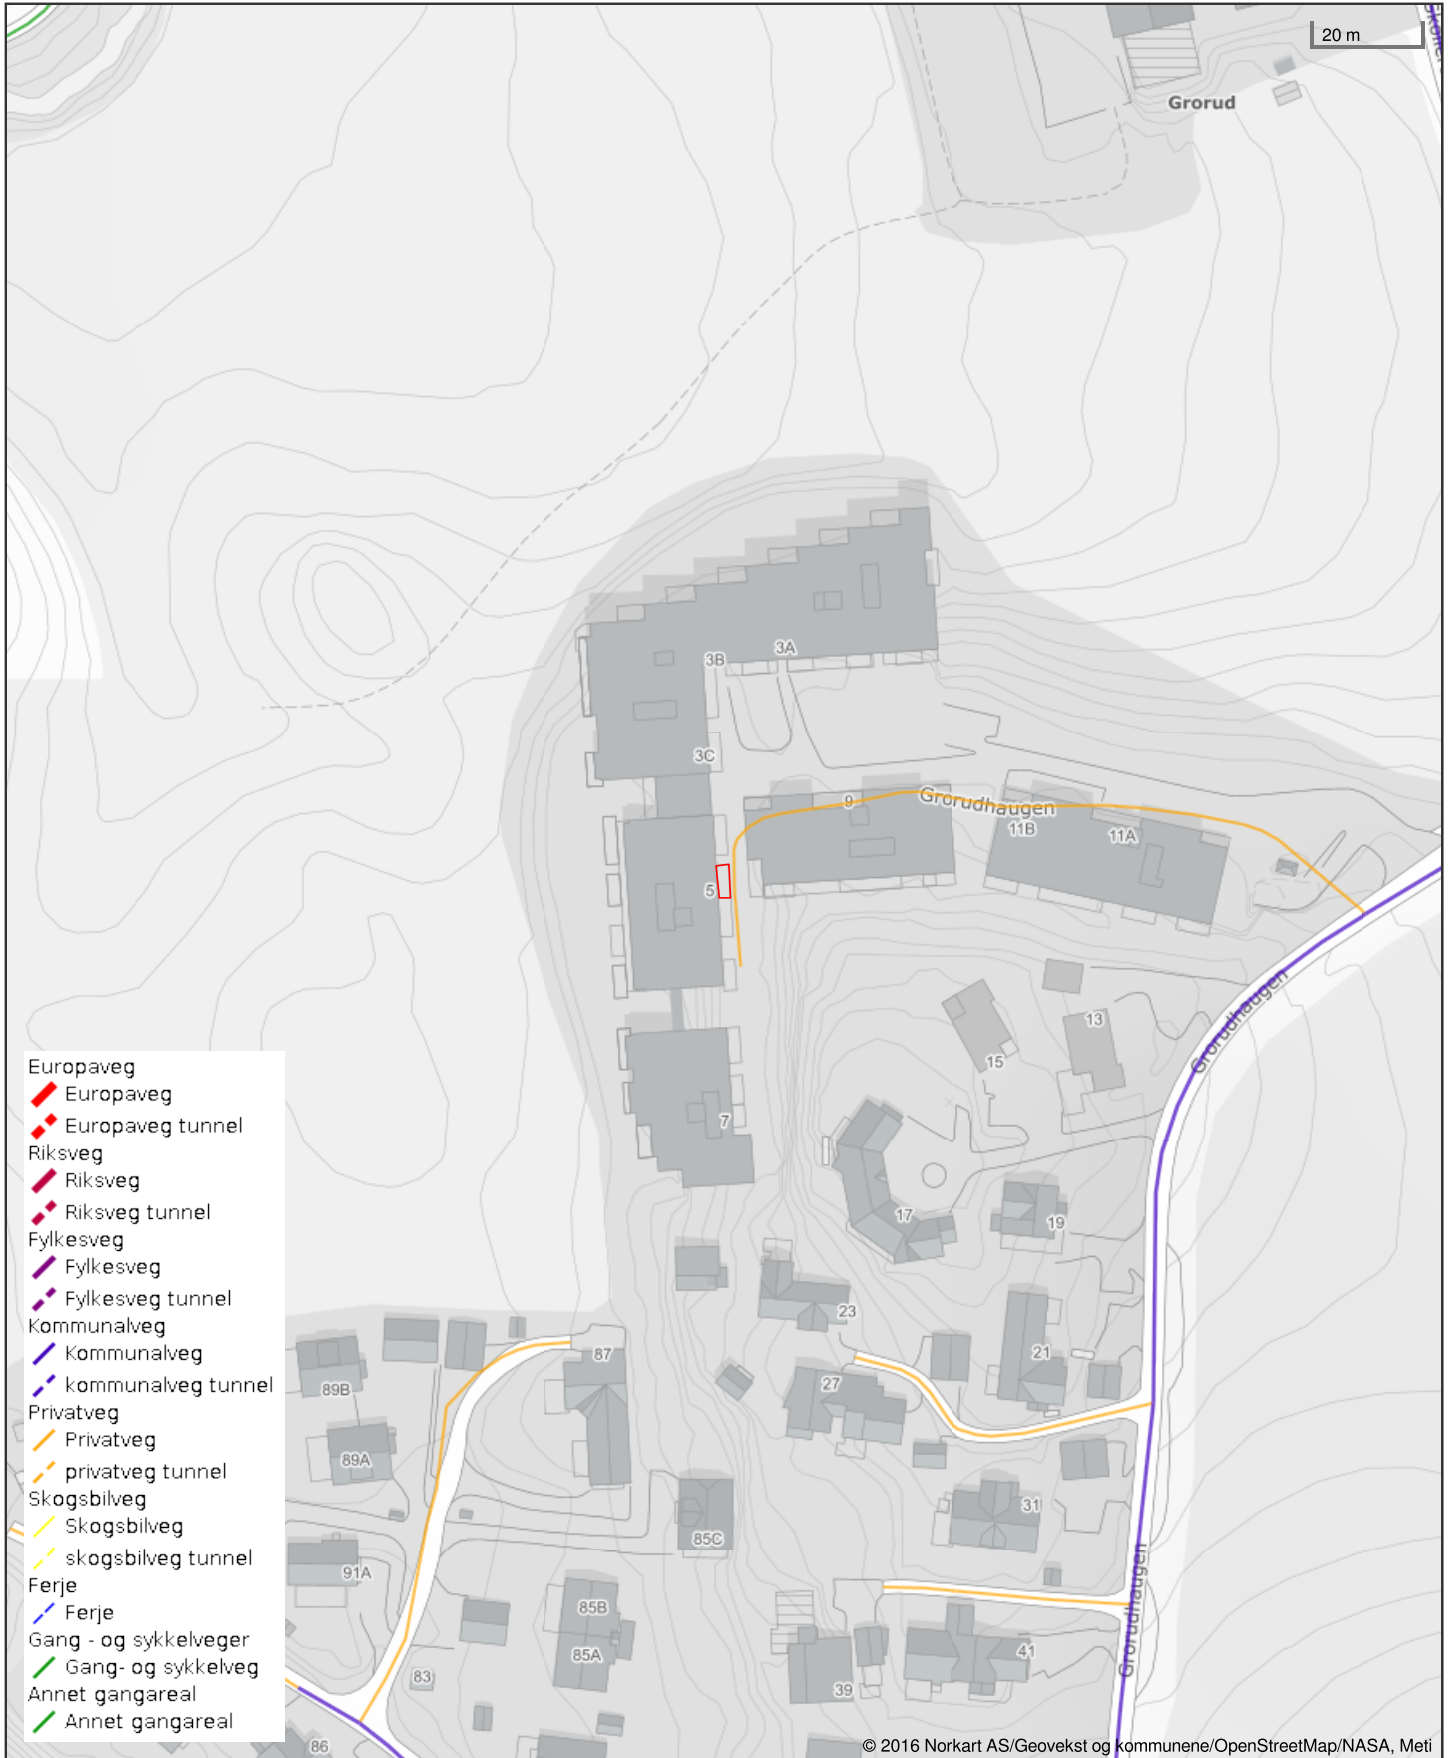 20 m
Grorud
3B
3A
3C
9
Grorudhaugen
11B
11A
5
Grorudhaugen
13
15
7
17
19
23
21
87
27
89B
89A
31
85C
91A
85B
85A
Grorudhaugen
41
83
39
86
Europaveg
Europaveg
Europaveg tunnel
Riksveg
Riksveg
Riksveg tunnel
Fylkesveg
Fylkesveg
Fylkesveg tunnel
Kommunalveg
Kommunalveg
kommunalveg tunnel
Privatveg
Privatveg
privatveg tunnel
Skogsbilveg
Skogsbilveg
skogsbilveg tunnel
Ferje
Ferje
Gang - og sykkelveger
Gang- og sykkelveg
Annet gangareal
Annet gangareal
© 2016 Norkart AS/Geovekst og kommunene/OpenStreetMap/NASA, Meti